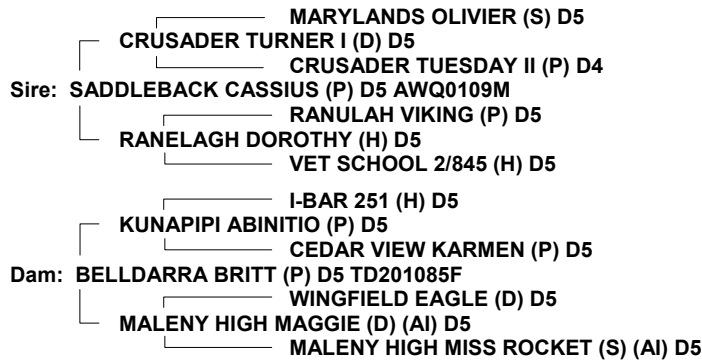 MARYLANDS OLIVIER (S) D5
CRUSADER TURNER I (D) D5
CRUSADER TUESDAY II (P) D4
Sire: SADDLEBACK CASSIUS (P) D5 AWQ0109M
RANULAH VIKING (P) D5
RANELAGH DOROTHY (H) D5
VET SCHOOL 2/845 (H) D5
I-BAR 251 (H) D5
KUNAPIPI ABINITIO (P) D5
CEDAR VIEW KARMEN (P) D5
Dam: BELLDARRA BRITT (P) D5 TD201085F
WINGFIELD EAGLE (D) D5
MALENY HIGH MAGGIE (D) (AI) D5
MALENY HIGH MISS ROCKET (S) (AI) D5